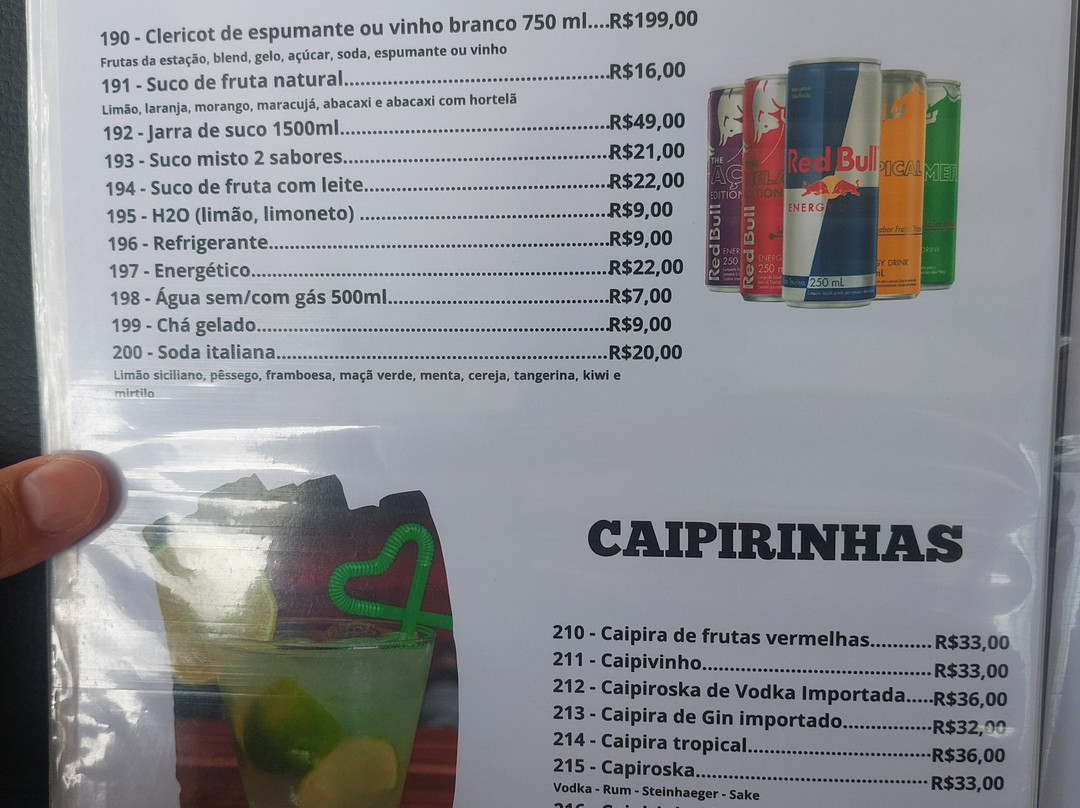 190 - Clericot de espumante ou vinho branco 750 ml....R$199,00
Frutas da estação, blend, gelo, açúcar, soda, espumante ou vinho
191 - Suco de fruta natural..........R$16,00
Limão, laranja, morango, maracujá, abacaxi e abacaxi com hortelã
192 - Jarra de suco 1500ml..........R$49,00
193 - Suco misto 2 sabores..........R$21,00
194 - Suco de fruta com leite..........R$22,00
195 - H2O (limão, limoneto) ..........R$9,00
196 - Refrigerante..........R$9,00
197 - Energético..........R$22,00
198 - Água sem/com gás 500ml..........R$7,00
199 - Chá gelado..........R$9,00
200 - Soda italiana..........R$20,00
Limão siciliano, pêssego, framboesa, maçã verde, menta, cereja, tangerina, kiwi e
mirtilo
THE
Red Bull
Red Bull
Red Bull
250 mL
ENERGY DRINK
CAIPIRINHAS
210 - Caipira de frutas vermelhas...........R$33,00
211 - Caipivinho..........R$33,00
212 - Caipiroska de Vodka Importada.....R$36,00
213 - Caipira de Gin importado..........R$32,00
214 - Caipira tropical..........R$36,00
215 - Capiroska..........R$33,00
Vodka - Rum - Steinhaeger - Sake